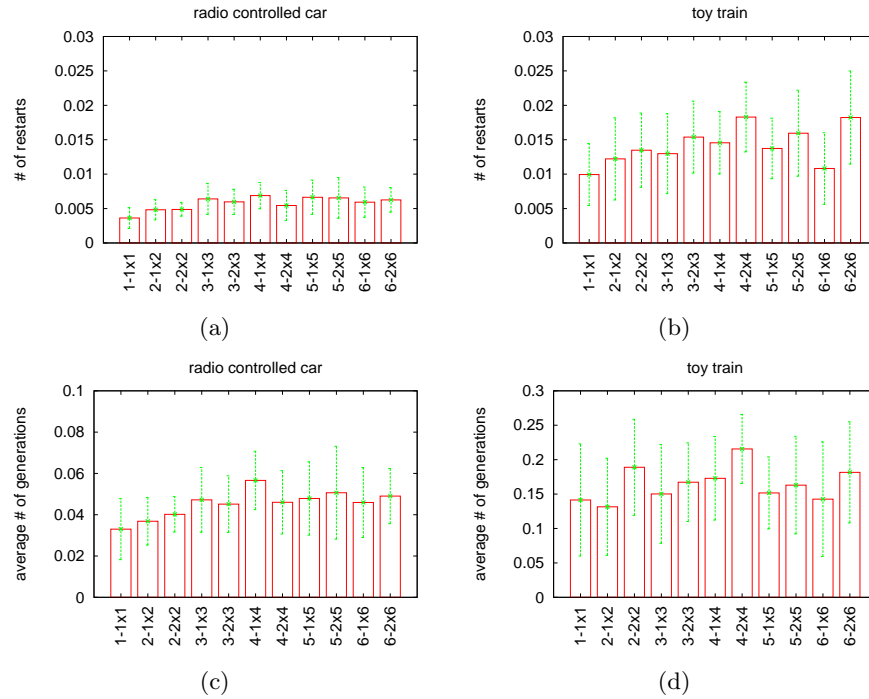 radio controlled car
# of restarts
0.03
0.025
0.02
0.015
0.01
0.005
0
1-1x1
2-1x2
2-2x2
3-1x3
3-2x3
4-1x4
4-2x4
5-1x5
5-2x5
6-1x6
6-2x6
(a)
toy train
# of restarts
0.03
0.025
0.02
0.015
0.01
0.005
0
1-1x1
2-1x2
2-2x2
3-1x3
3-2x3
4-1x4
4-2x4
5-1x5
5-2x5
6-1x6
6-2x6
(b)
radio controlled car
average # of generations
0.1
0.08
0.06
0.04
0.02
0
1-1x1
2-1x2
2-2x2
3-1x3
3-2x3
4-1x4
4-2x4
5-1x5
5-2x5
6-1x6
6-2x6
(c)
toy train
average # of generations
0.3
0.25
0.2
0.15
0.1
0.05
0
1-1x1
2-1x2
2-2x2
3-1x3
3-2x3
4-1x4
4-2x4
5-1x5
5-2x5
6-1x6
6-2x6
(d)